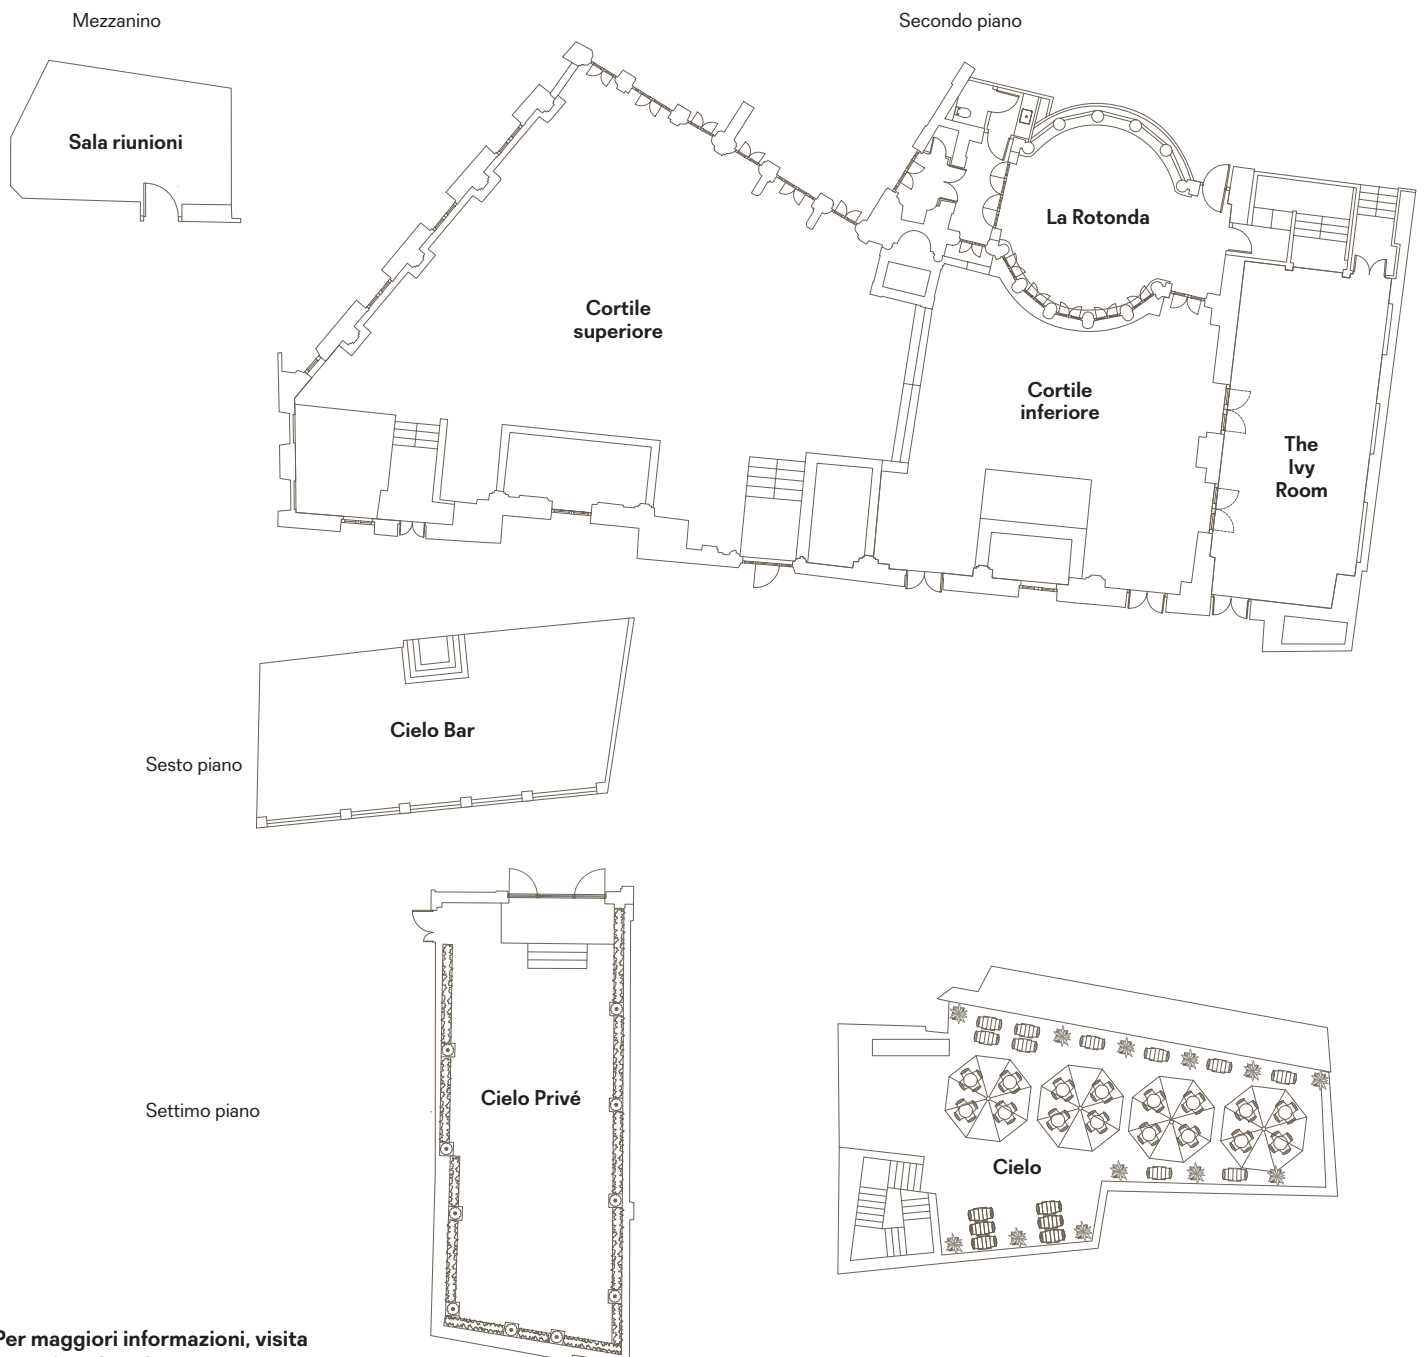 Mezzanino
Secondo piano
Sala riunioni
La Rotonda
Cortile
superiore
Cortile
inferiore
The
Ivy
Room
Cielo Bar
Sesto piano
Cielo Privé
Settimo piano
Cielo
Per maggiori informazioni, visita